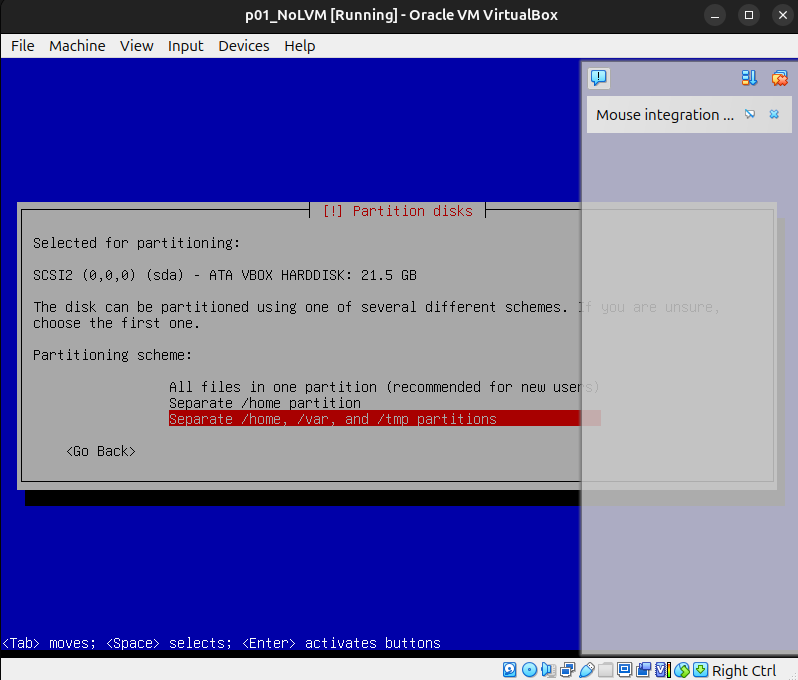 p01_NoLVM [Running] - Oracle VM VirtualBox
File Machine View Input Devices Help
Mouse integration ...
[!] Partition disks
Selected for partitioning:
SCSI2 (0,0,0) (sda) - ATA VBOX HARDDISK: 21.5 GB
The disk can be partitioned using one of several different schemes. If you are unsure,
choose the first one.
Partitioning scheme:
All files in one partition (recommended for new users)
Separate /home partition
Separate /home, /var, and /tmp partitions
<Go Back>
<Tab> moves; <Space> selects; <Enter> activates buttons
Right Ctrl